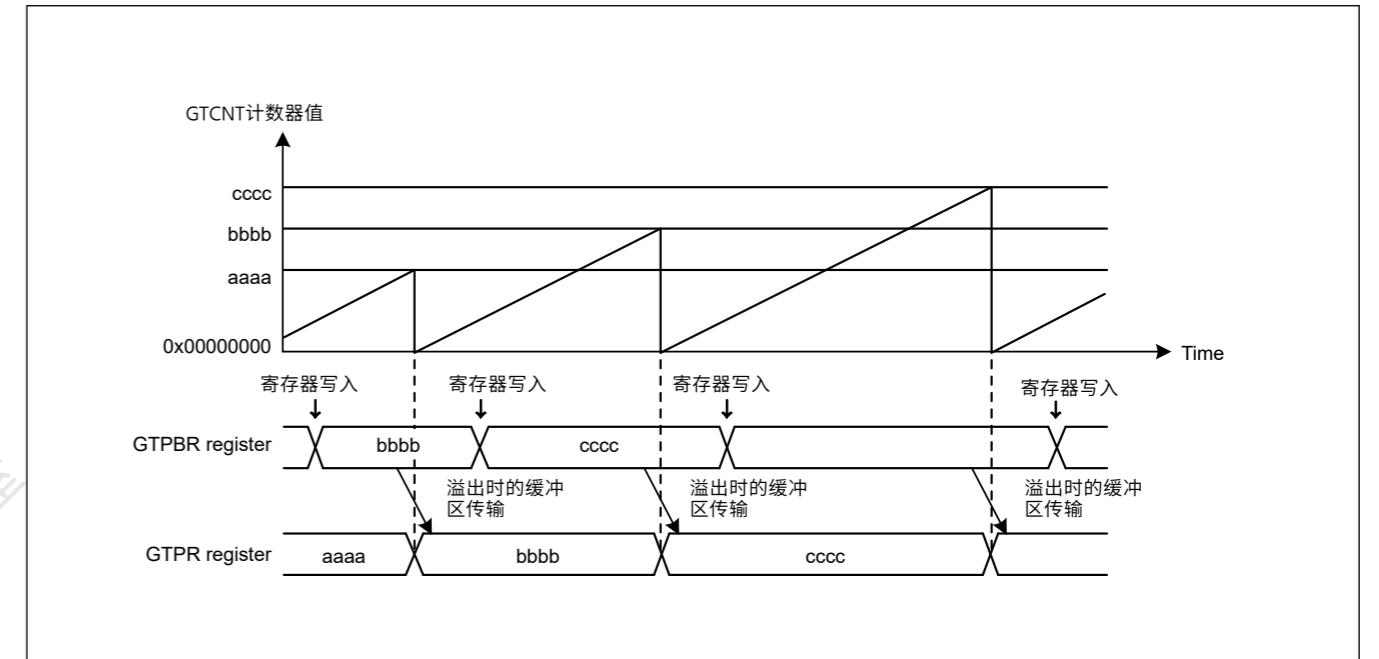 GTCNT计数器值
cccc
bbbb
aaaa
0x00000000
Time
寄存器写入
寄存器写入
寄存器写入
寄存器写入
GTPBR register
bbbb
cccc
溢出时的缓冲
区传输
溢出时的缓冲
区传输
溢出时的缓冲
区传输
GTPR register
aaaa
bbbb
cccc